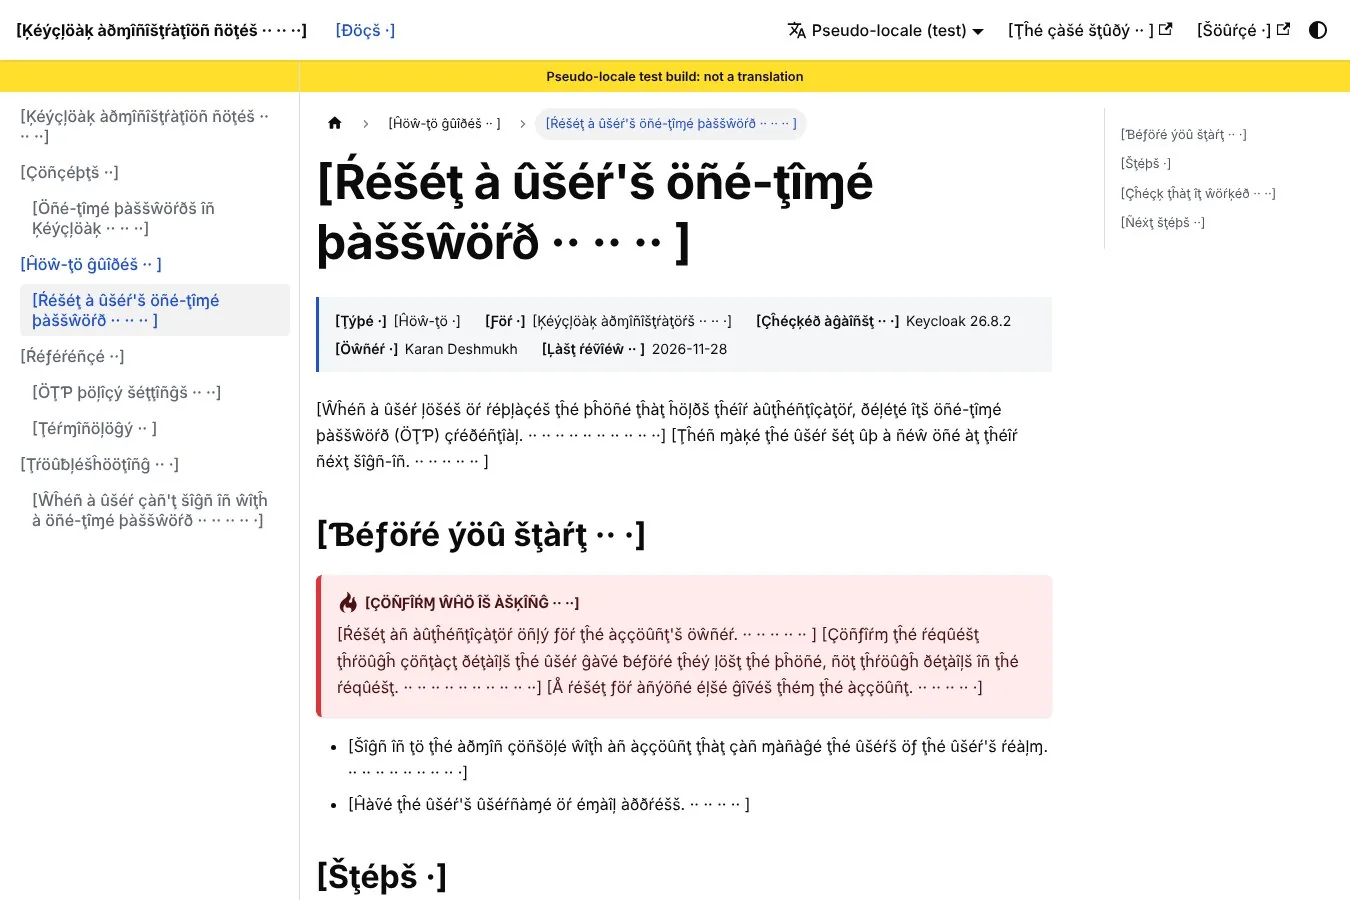 [Ķéýçļöàķ àðɱîñîšţŕàţîöñ ñöţéš ·· ·· ··]
[Ðöçš ·]
Pseudo-locale (test)
[Ţĥé çàšé šţûðý ·· ]
[Šöûŕçé ·]
Pseudo-locale test build: not a translation
[Ķéýçļöàķ àðɱîñîšţŕàţîöñ ñöţéš ··
·· ··]
[Çöñçéþţš ··]
[Öñé-ţîɱé þàššŵöŕðš îñ
Ķéýçļöàķ ·· ·· ··]
[Ĥöŵ-ţö ĝûîðéš ·· ]
[Ŕéšéţ à ûšéŕ'š öñé-ţîɱé
þàššŵöŕð ·· ·· ·· ]
[Ŕéƒéŕéñçé ··]
[ÖŢƤ þöļîçý šéţţîñĝš ·· ··]
[Ţéŕɱîñöļöĝý ·· ]
[Ţŕöûƀļéšĥööţîñĝ ·· ·]
[Ŵĥéñ à ûšéŕ çàñ'ţ šîĝñ îñ ŵîţĥ
à öñé-ţîɱé þàššŵöŕð ·· ·· ·· ·· ·]
[Ĥöŵ-ţö ĝûîðéš ·· ]
[Ŕéšéţ à ûšéŕ'š öñé-ţîɱé þàššŵöŕð ·· ·· ·· ]
[Ŕéšéţ à ûšéŕ'š öñé-ţîɱé
þàššŵöŕð ·· ·· ·· ]
[Ţýþé ·] [Ĥöŵ-ţö ·] [Ƒöŕ ·] [Ķéýçļöàķ àðɱîñîšţŕàţöŕš ·· ·· ·] [Çĥéçķéð àĝàîñšţ ·· ·] Keycloak 26.8.2
[Öŵñéŕ ·] Karan Deshmukh [Ļàšţ ŕéṽîéŵ ·· ] 2026-11-28
[Ŵĥéñ à ûšéŕ ļöšéš öŕ ŕéþļàçéš ţĥé þĥöñé ţĥàţ ĥöļðš ţĥéîŕ àûţĥéñţîçàţöŕ, ðéļéţé îţš öñé-ţîɱé
þàššŵöŕð (ÖŢƤ) çŕéðéñţîàļ. ·· ·· ·· ·· ·· ·· ·· ·· ·· ··] [Ţĥéñ ɱàķé ţĥé ûšéŕ šéţ ûþ à ñéŵ öñé àţ ţĥéîŕ
ñéẋţ šîĝñ-îñ. ·· ·· ·· ·· ·· ]
[Ɓéƒöŕé ýöû šţàŕţ ·· ·]
[ÇÖÑƑÎŔṀ ŴĤÖ ÎŠ ÀŠĶÎÑĜ ·· ··]
[Ŕéšéţ àñ àûţĥéñţîçàţöŕ öñļý ƒöŕ ţĥé àççöûñţ'š öŵñéŕ. ·· ·· ·· ·· ·· ] [Çöñƒîŕɱ ţĥé ŕéqûéšţ
ţĥŕöûĝĥ çöñţàçţ ðéţàîļš ţĥé ûšéŕ ĝàṽé ƀéƒöŕé ţĥéý ļöšţ ţĥé þĥöñé, ñöţ ţĥŕöûĝĥ ðéţàîļš îñ ţĥé
ŕéqûéšţ. ·· ·· ·· ·· ·· ·· ·· ·· ·· ··] [Å ŕéšéţ ƒöŕ àñýöñé éļšé ĝîṽéš ţĥéɱ ţĥé àççöûñţ. ·· ·· ·· ·· ·]
[Šîĝñ îñ ţö ţĥé àðɱîñ çöñšöļé ŵîţĥ àñ àççöûñţ ţĥàţ çàñ ɱàñàĝé ţĥé ûšéŕš öƒ ţĥé ûšéŕ'š ŕéàļɱ.
·· ·· ·· ·· ·· ·· ·· ·· ·]
[Ĥàṽé ţĥé ûšéŕ'š ûšéŕñàɱé öŕ éɱàîļ àððŕéšš. ·· ·· ·· ·· ]
[Šţéþš ·]
[Ɓéƒöŕé ýöû šţàŕţ ·· ·]
[Šţéþš ·]
[Çĥéçķ ţĥàţ îţ ŵöŕķéð ·· ··]
[Ñéẋţ šţéþš ··]